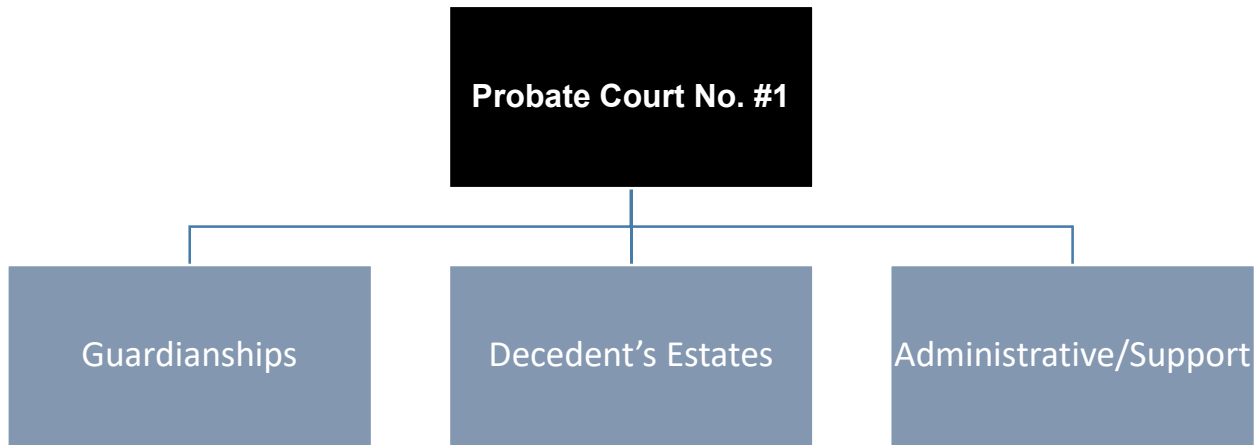 Probate Court No. #1
Guardianships
Decedent’s Estates
Administrative/Support